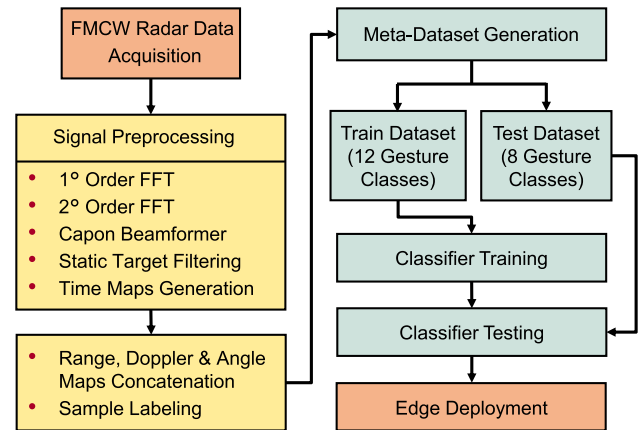 FMCW Radar Data
Acquisition
Signal Preprocessing
• 1° Order FFT
• 2° Order FFT
• Capon Beamformer
• Static Target Filtering
• Time Maps Generation
• Range, Doppler & Angle
Maps Concatenation
• Sample Labeling
Meta-Dataset Generation
Train Dataset
(12 Gesture
Classes)
Test Dataset
(8 Gesture
Classes)
Classifier Training
Classifier Testing
Edge Deployment